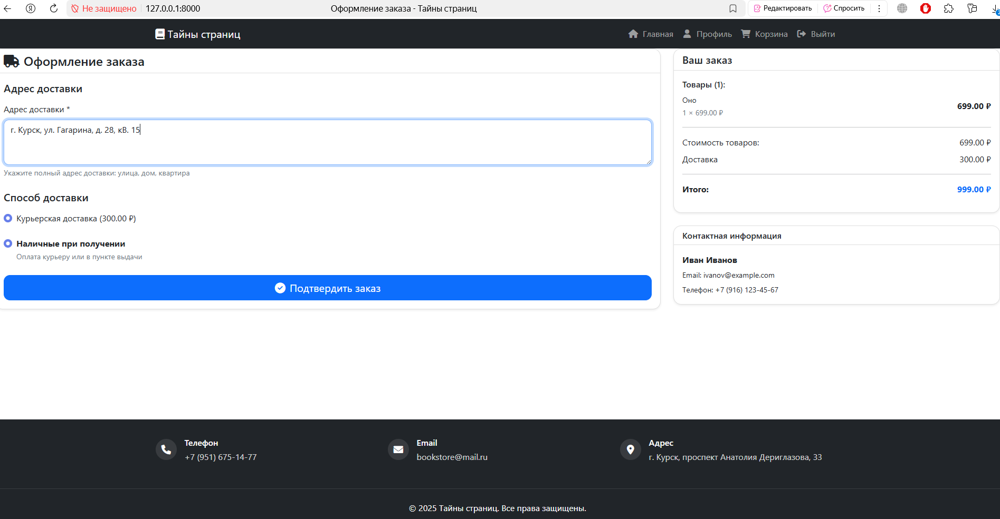 Не защищено 127.0.0.1:8000 Оформление заказа - Тайны страниц Редактировать Спросить
Тайны страниц Главная Профиль Корзина Выйти
Оформление заказа
Адрес доставки
Адрес доставки *
г. Курск, ул. Гагарина, д. 28, кВ. 15
Укажите полный адрес доставки: улица, дом, квартира
Способ доставки
Курьерская доставка (300.00 ₽)
Наличные при получении
Оплата курьеру или в пункте выдачи
Подтвердить заказ
Ваш заказ
Товары (1):
Оно
1 × 699.00 ₽ 699.00 ₽
Стоимость товаров: 699.00 ₽
Доставка 300.00 ₽
Итого: 999.00 ₽
Контактная информация
Иван Иванов
Email: ivanov@example.com
Телефон: +7 (916) 123-45-67
Телефон
+7 (951) 675-14-77
Email
bookstore@mail.ru
Адрес
г. Курск, проспект Анатолия Дериглазова, 33
© 2025 Тайны страниц. Все права защищены.